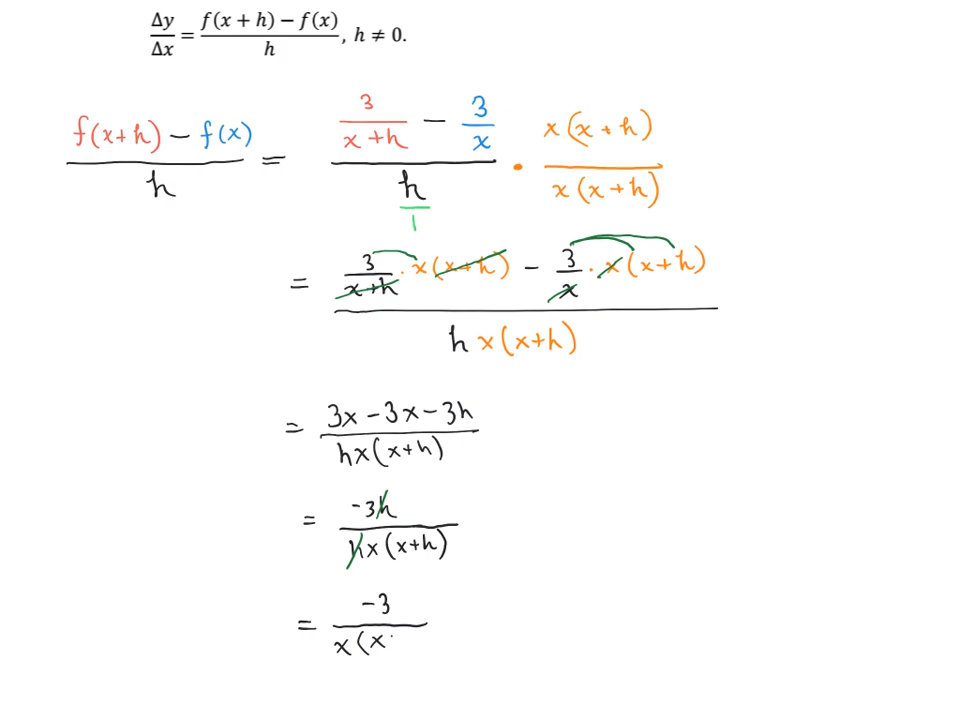 Δy/Δx = (f(x + h) − f(x))/h, h ≠ 0.
(f(x+h) − f(x))/h = (3/(x+h) − 3/x)/(h/1) · (x(x+h))/(x(x+h))
= (3/(x+h) · x(x+h) − 3/x · x(x+h))/(h x(x+h))
= (3x − 3x − 3h)/(hx(x+h))
= (−3h)/(hx(x+h))
= −3/(x(x